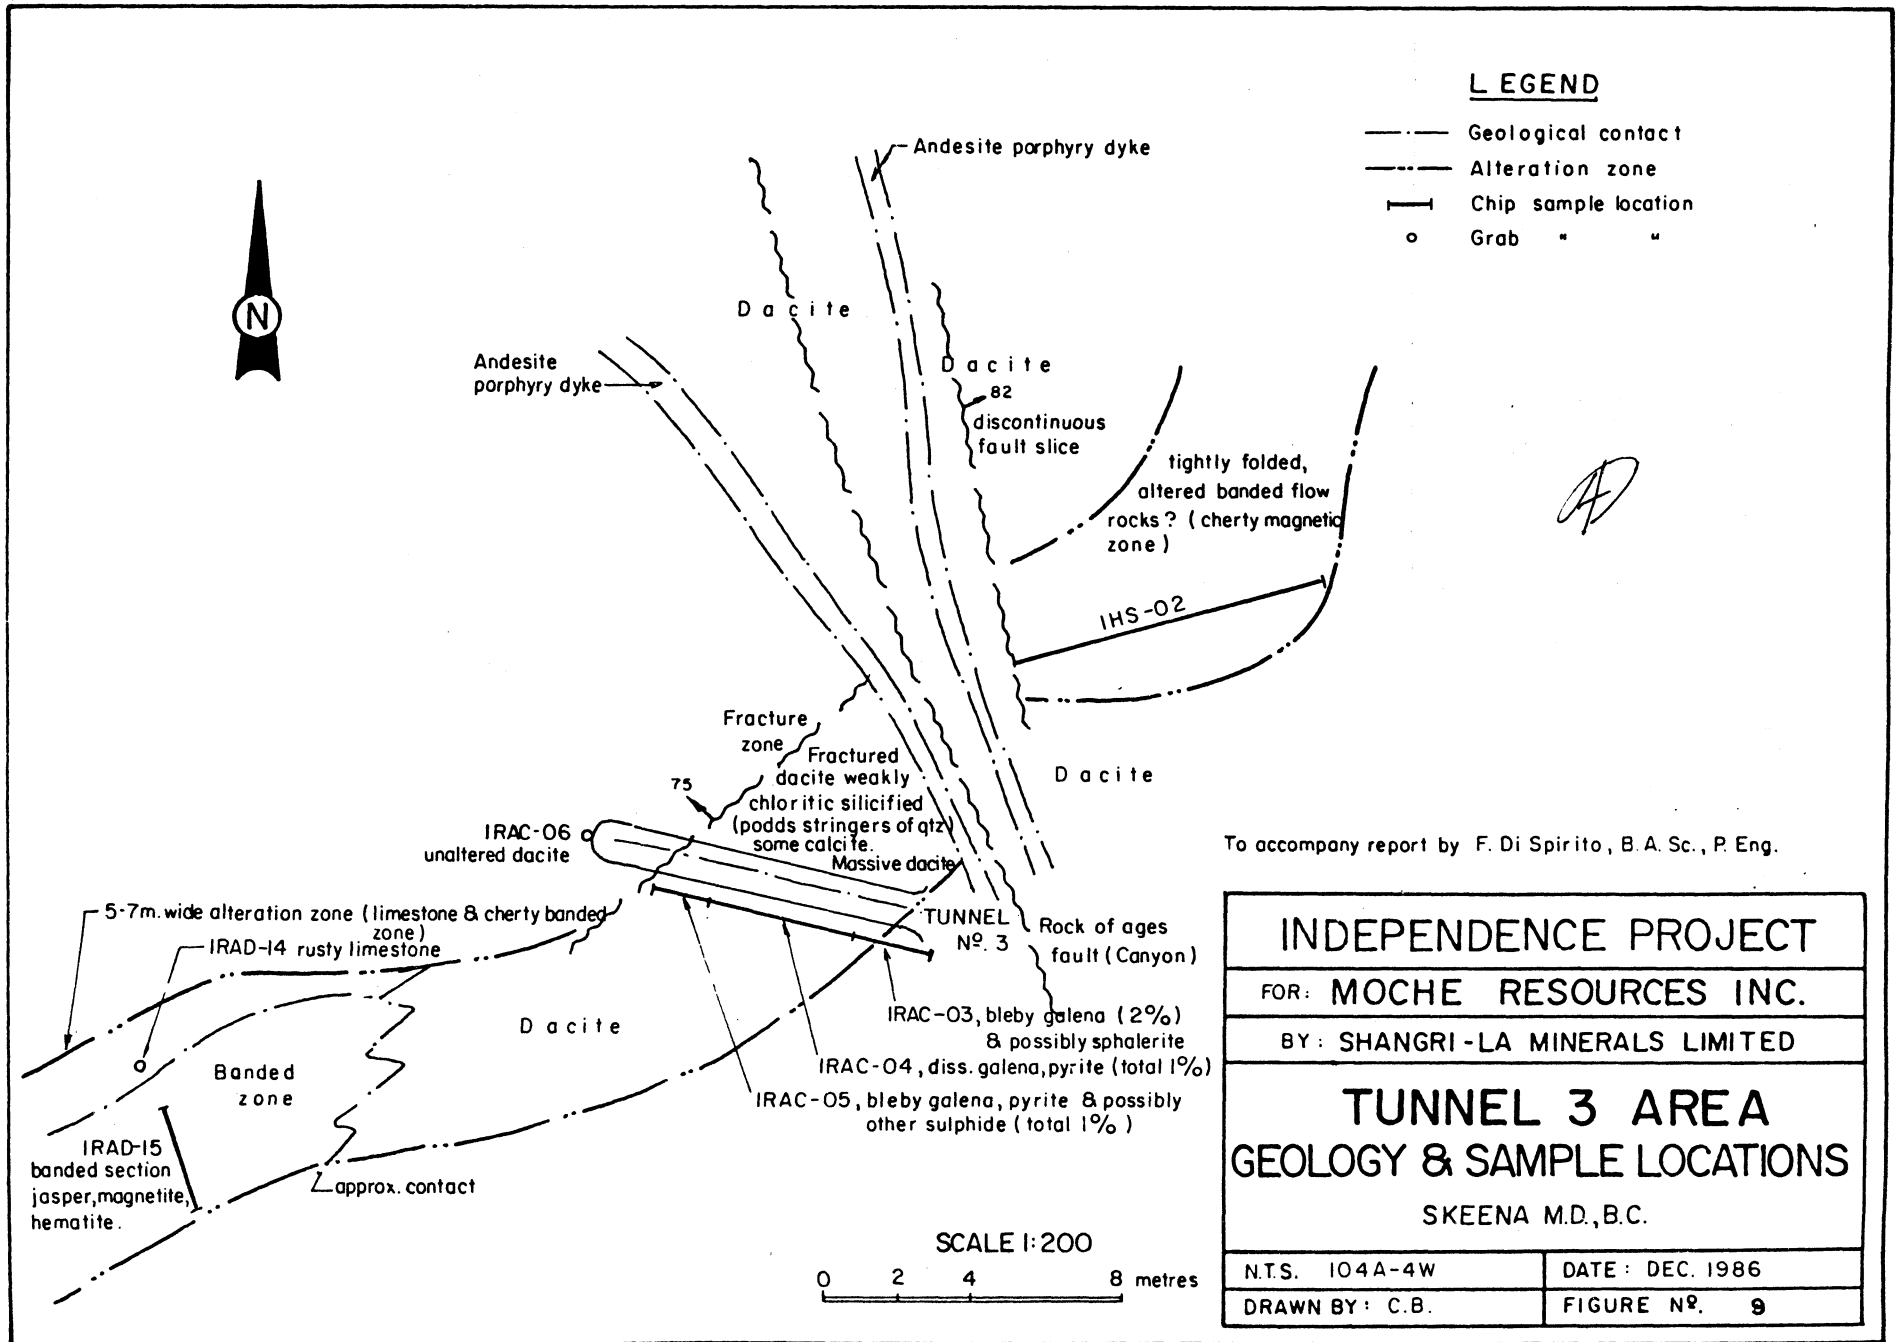 LEGEND
Geological contact
Alteration zone
Chip sample location
Grab " "
Andesite porphyry dyke
N
Dacite
Andesite
porphyry dyke
Dacite
82
discontinuous
fault slice
tightly folded,
altered banded flow
rocks? (cherty magnetic
zone)
IHS-02
Fracture
zone
Fractured
dacite weakly
chloritic silicified
(podds stringers of qtz)
some calcite.
Massive dacite
75
Dacite
IRAC-06
unaltered dacite
5-7m. wide alteration zone (limestone & cherty banded
zone)
IRAD-14 rusty limestone
TUNNEL
Nº. 3
Rock of ages
fault (Canyon)
Dacite
IRAC-03, bleby galena (2%)
& possibly sphalerite
IRAC-04, diss. galena, pyrite (total 1%)
IRAC-05, bleby galena, pyrite & possibly
other sulphide (total 1%)
Banded
zone
IRAD-15
banded section
jasper, magnetite,
hematite.
approx. contact
SCALE 1:200
0 2 4 8 metres
To accompany report by F. Di Spirito, B.A.Sc., P. Eng.
INDEPENDENCE PROJECT
FOR: MOCHE RESOURCES INC.
BY: SHANGRI-LA MINERALS LIMITED
TUNNEL 3 AREA
GEOLOGY & SAMPLE LOCATIONS
SKEENA M.D., B.C.
N.T.S. 104A-4W
DATE: DEC. 1986
DRAWN BY: C.B.
FIGURE Nº. 9